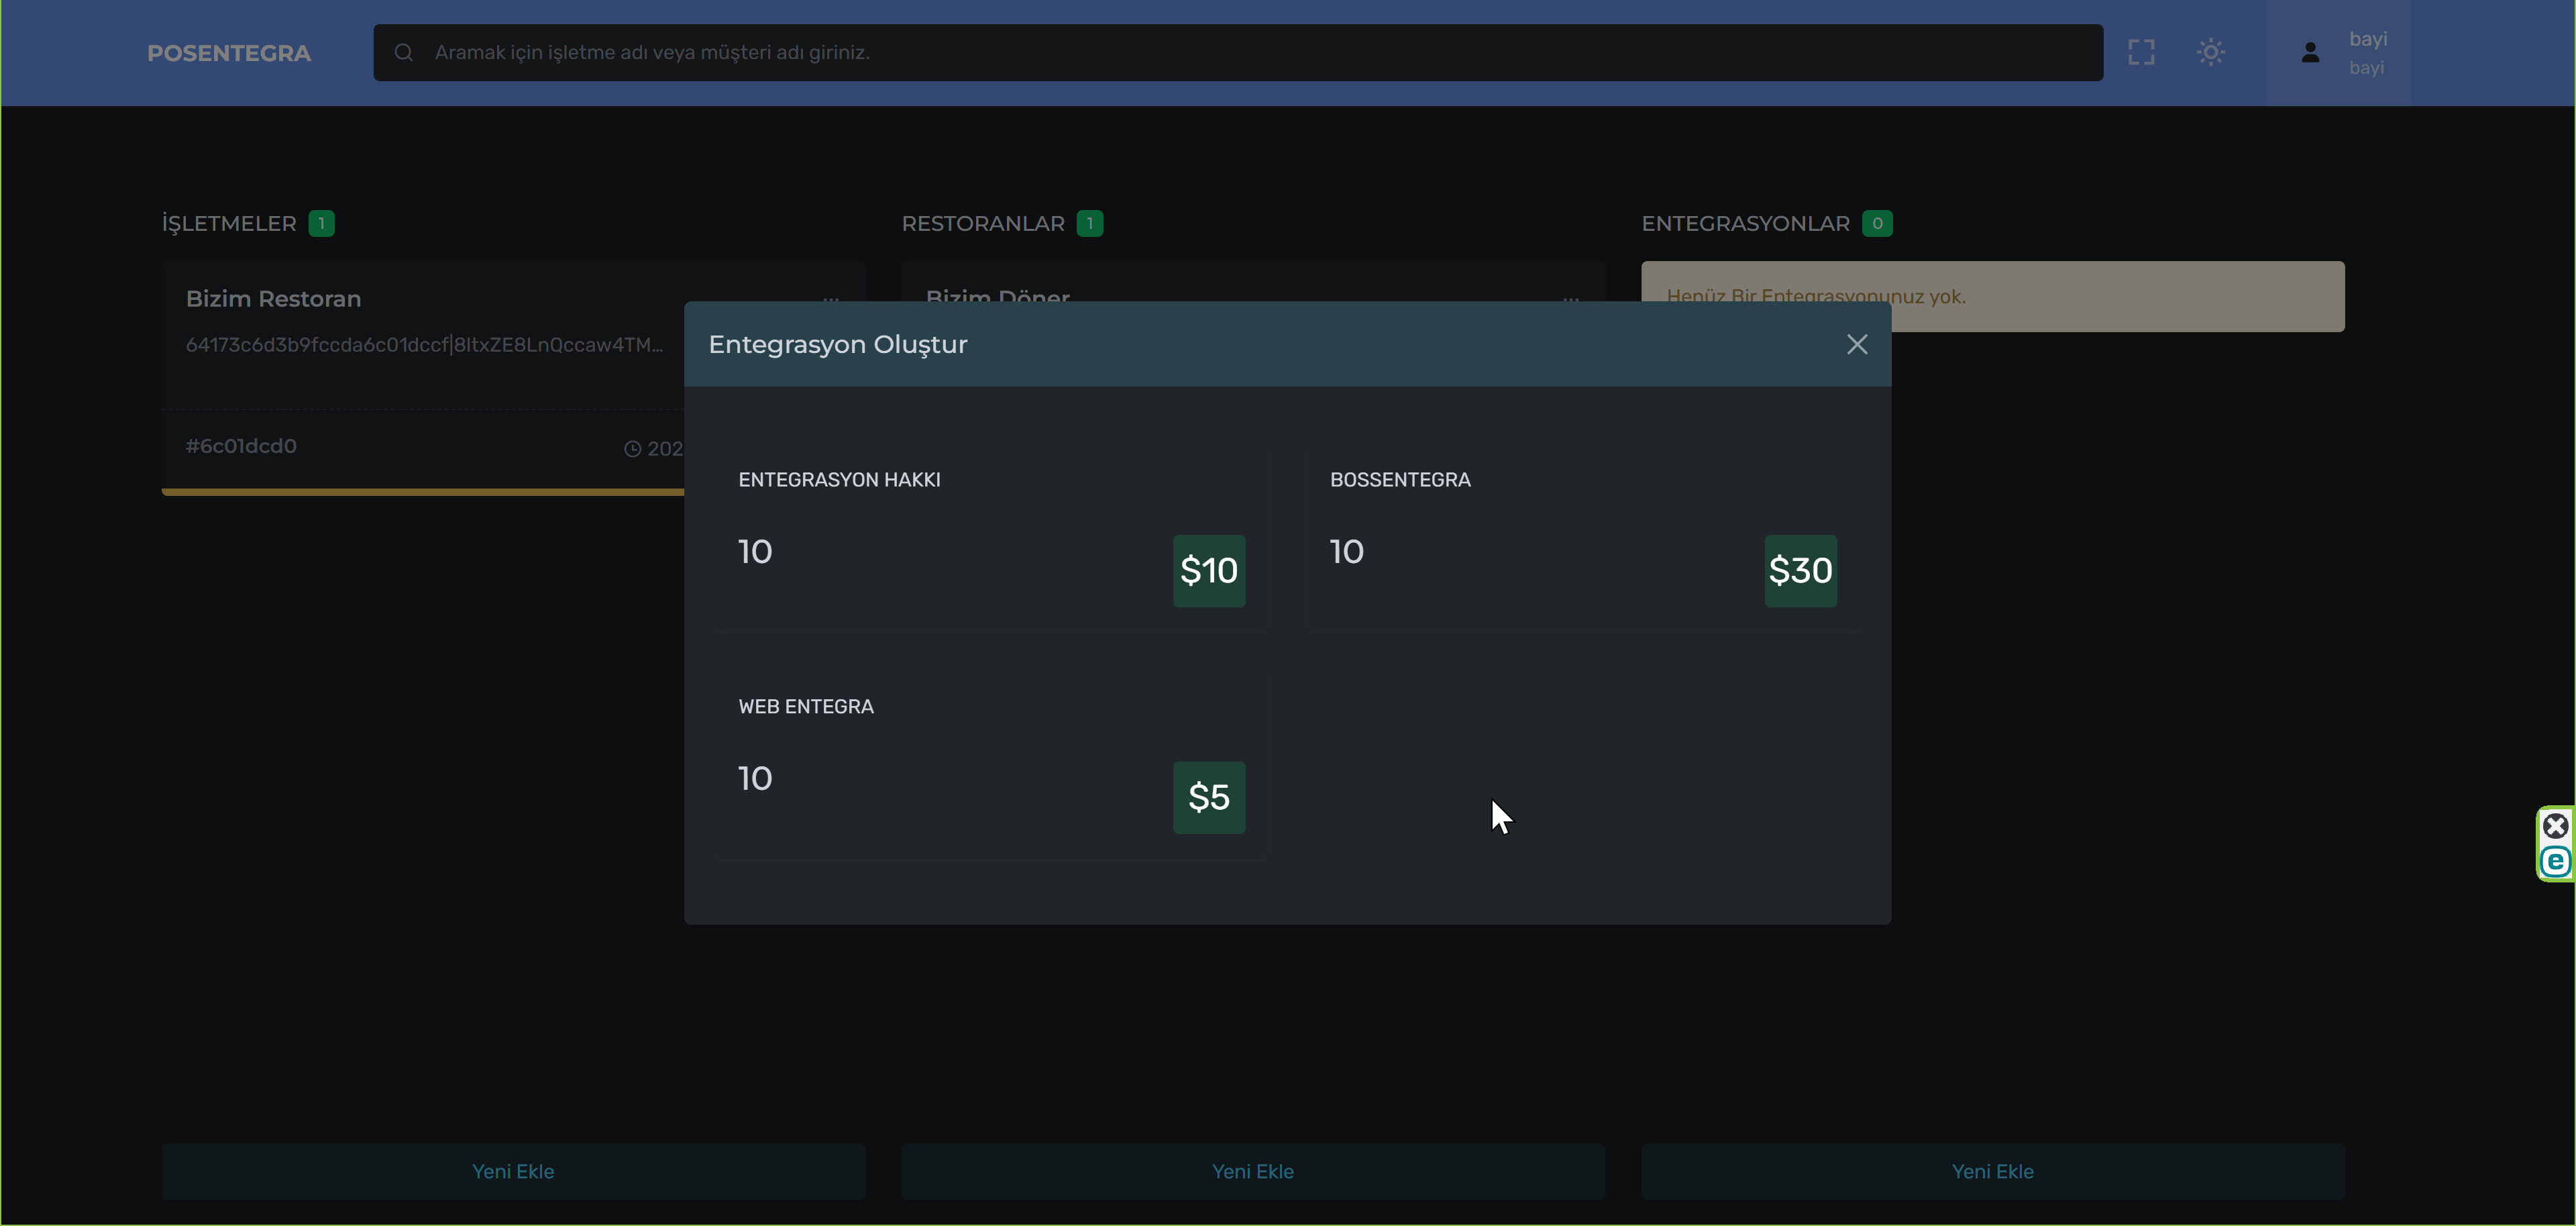 POSENTEGRA
Aramak için işletme adı veya müşteri adı giriniz.
bayi
bayi
İŞLETMELER 1
RESTORANLAR 1
ENTEGRASYONLAR 0
Bizim Restoran
64173c6d3b9fccda6c01dccf|8ItxZE8LnQccaw4TM...
#6c01dcd0
202
Bizim Döner
Henüz Bir Entegrasyonunuz yok.
Entegrasyon Oluştur
ENTEGRASYON HAKKI
10
$10
BOSSENTEGRA
10
$30
WEB ENTEGRA
10
$5
e
Yeni Ekle
Yeni Ekle
Yeni Ekle